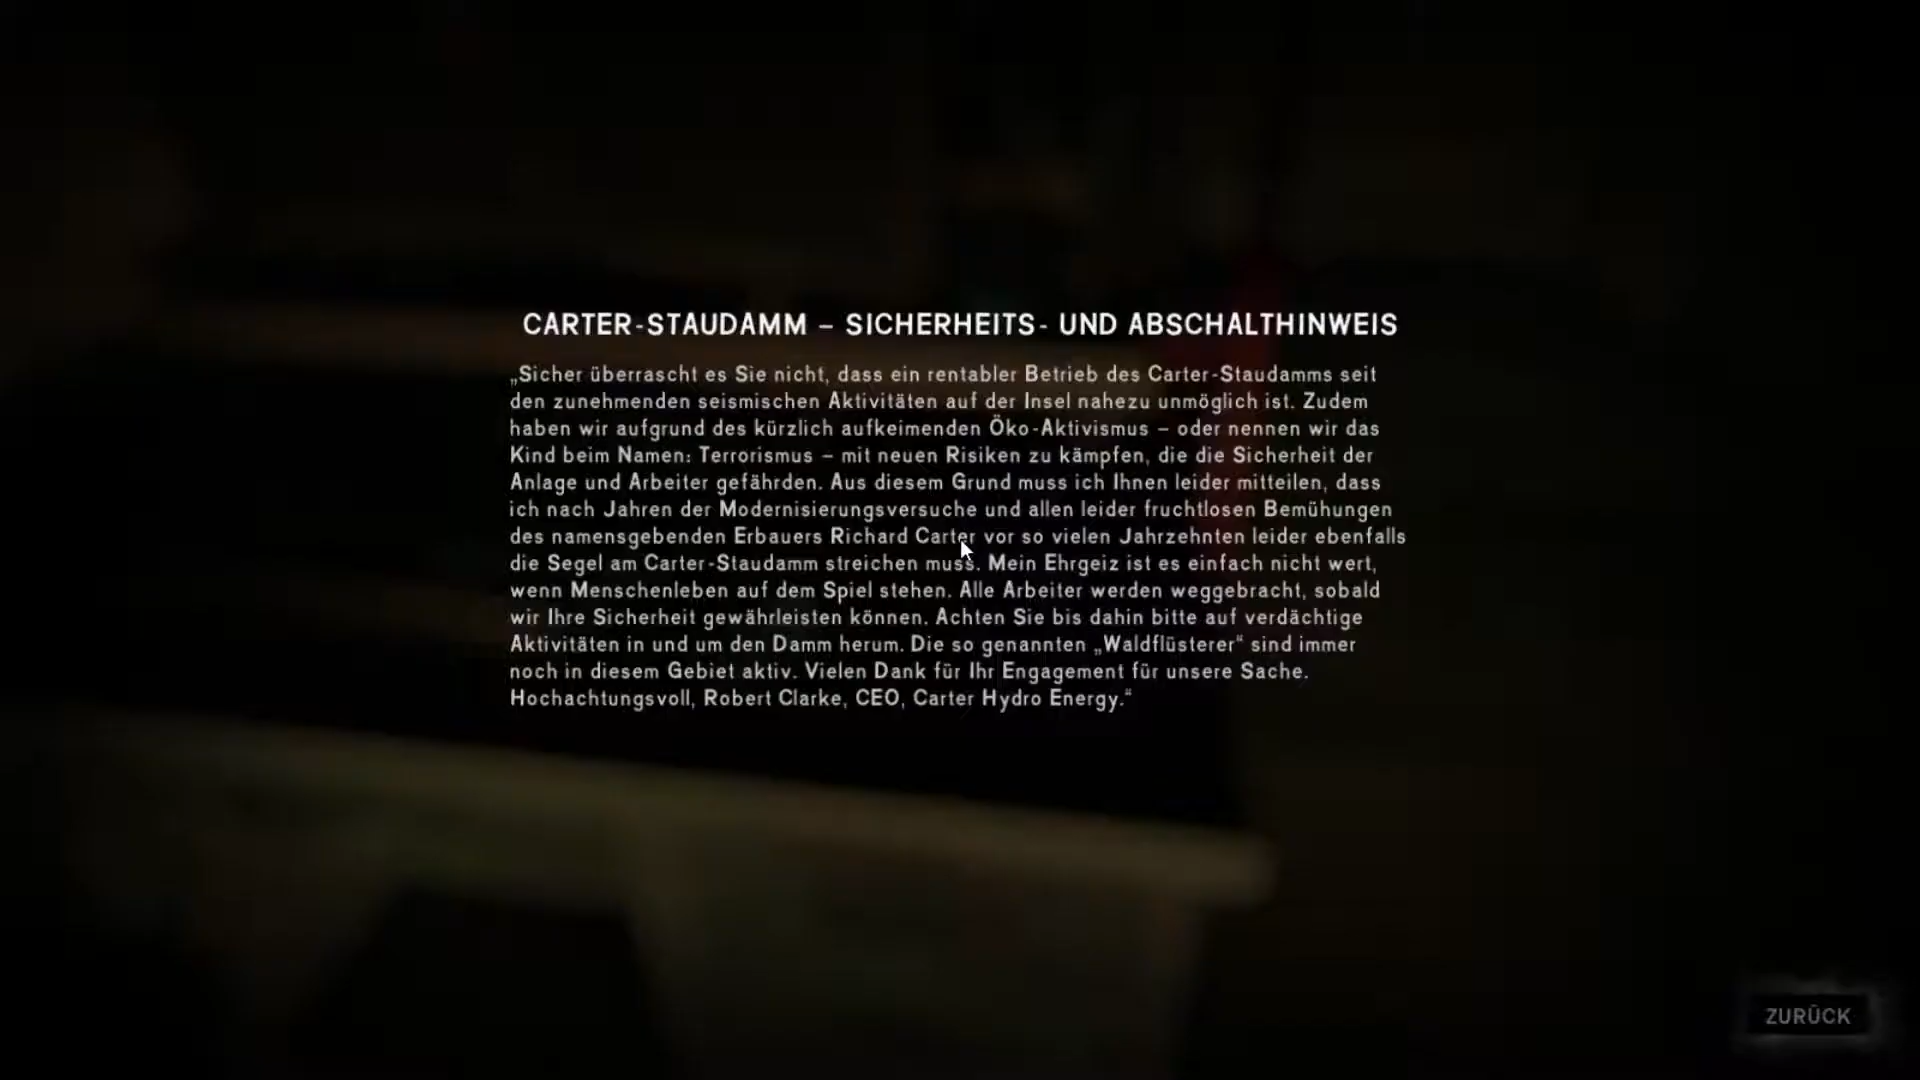 CARTER-STAUDAMM – SICHERHEITS- UND ABSCHALTHINWEIS
„Sicher überrascht es Sie nicht, dass ein rentabler Betrieb des Carter-Staudamms seit
den zunehmenden seismischen Aktivitäten auf der Insel nahezu unmöglich ist. Zudem
haben wir aufgrund des kürzlich aufkeimenden Öko-Aktivismus – oder nennen wir das
Kind beim Namen: Terrorismus – mit neuen Risiken zu kämpfen, die die Sicherheit der
Anlage und Arbeiter gefährden. Aus diesem Grund muss ich Ihnen leider mitteilen, dass
ich nach Jahren der Modernisierungsversuche und allen leider fruchtlosen Bemühungen
des namensgebenden Erbauers Richard Carter vor so vielen Jahrzehnten leider ebenfalls
die Segel am Carter-Staudamm streichen muss. Mein Ehrgeiz ist es einfach nicht wert,
wenn Menschenleben auf dem Spiel stehen. Alle Arbeiter werden weggebracht, sobald
wir Ihre Sicherheit gewährleisten können. Achten Sie bis dahin bitte auf verdächtige
Aktivitäten in und um den Damm herum. Die so genannten „Waldflüsterer“ sind immer
noch in diesem Gebiet aktiv. Vielen Dank für Ihr Engagement für unsere Sache.
Hochachtungsvoll, Robert Clarke, CEO, Carter Hydro Energy.“
ZURÜCK